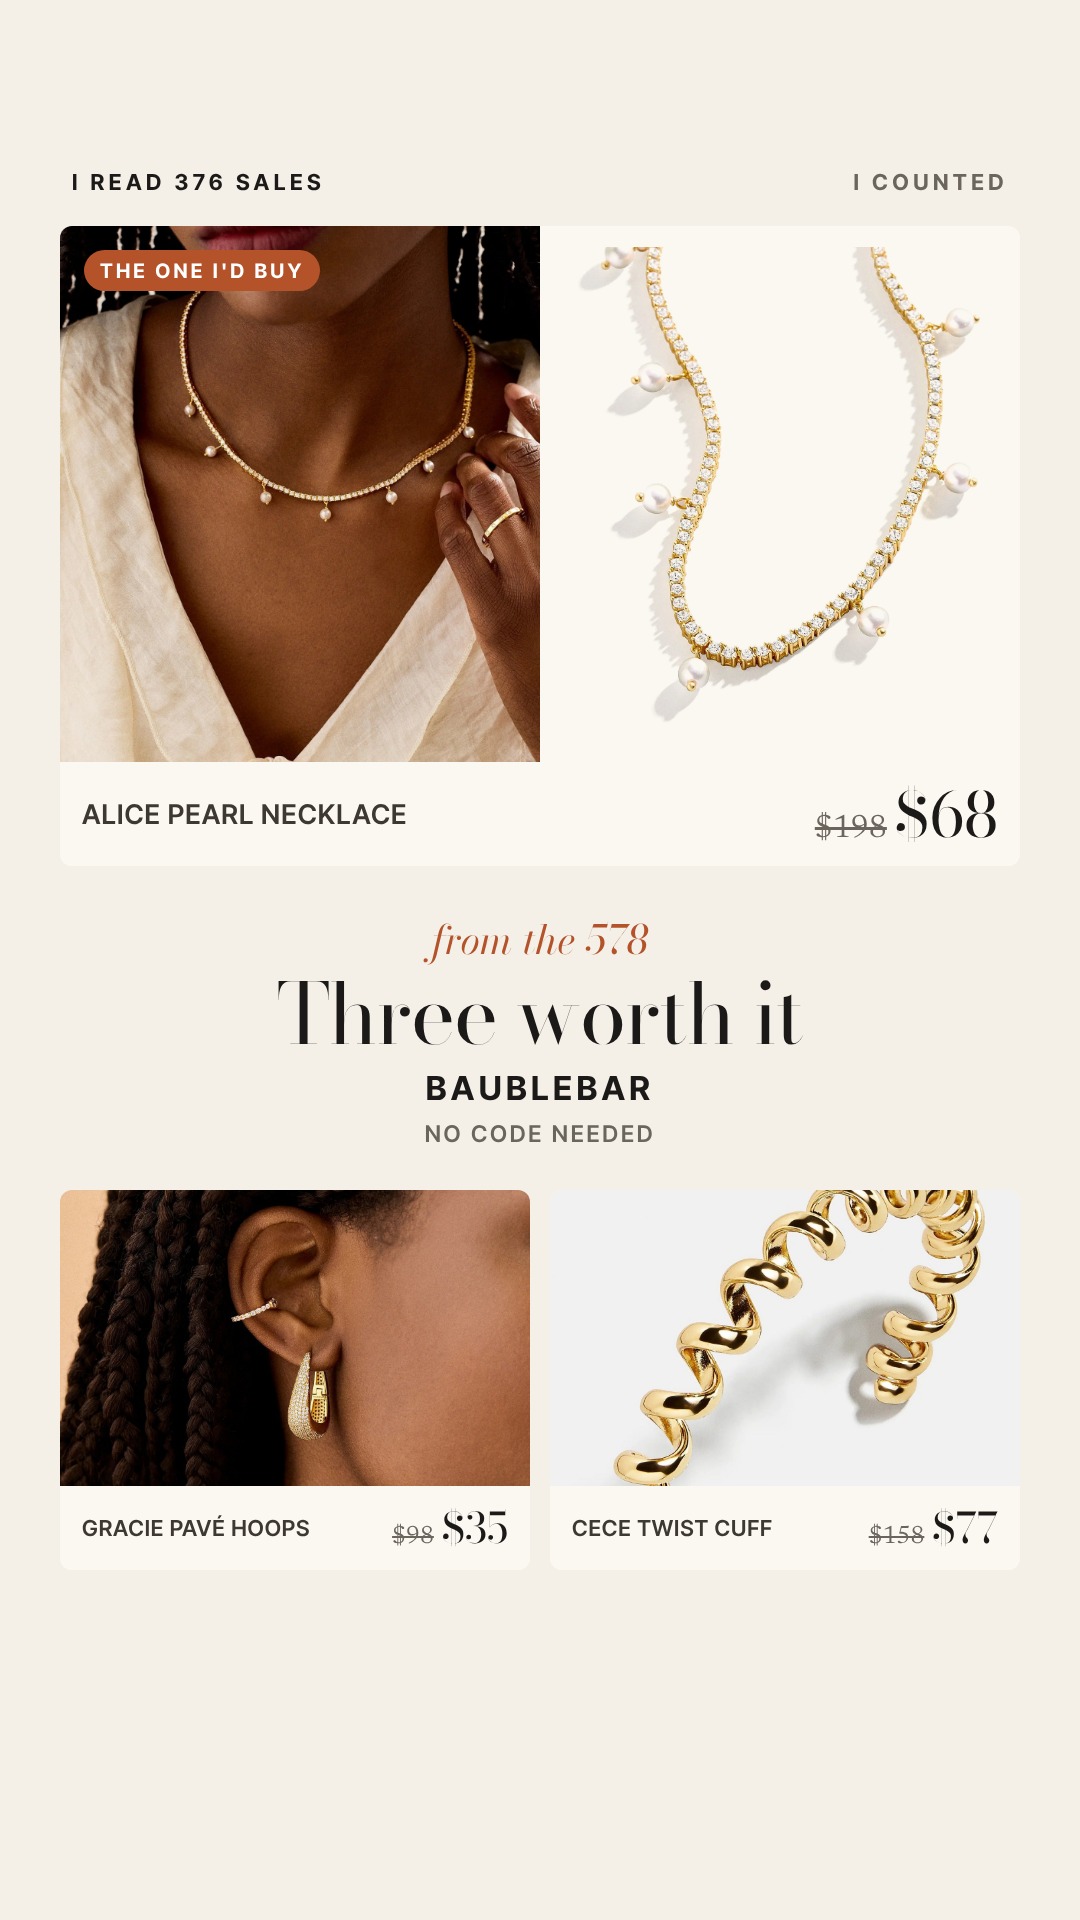 I READ 376 SALES
I COUNTED
THE ONE I'D BUY
ALICE PEARL NECKLACE
$198 $68
from the 578
Three worth it
BAUBLEBAR
NO CODE NEEDED
GRACIE PAVÉ HOOPS
$98 $35
CECE TWIST CUFF
$158 $77